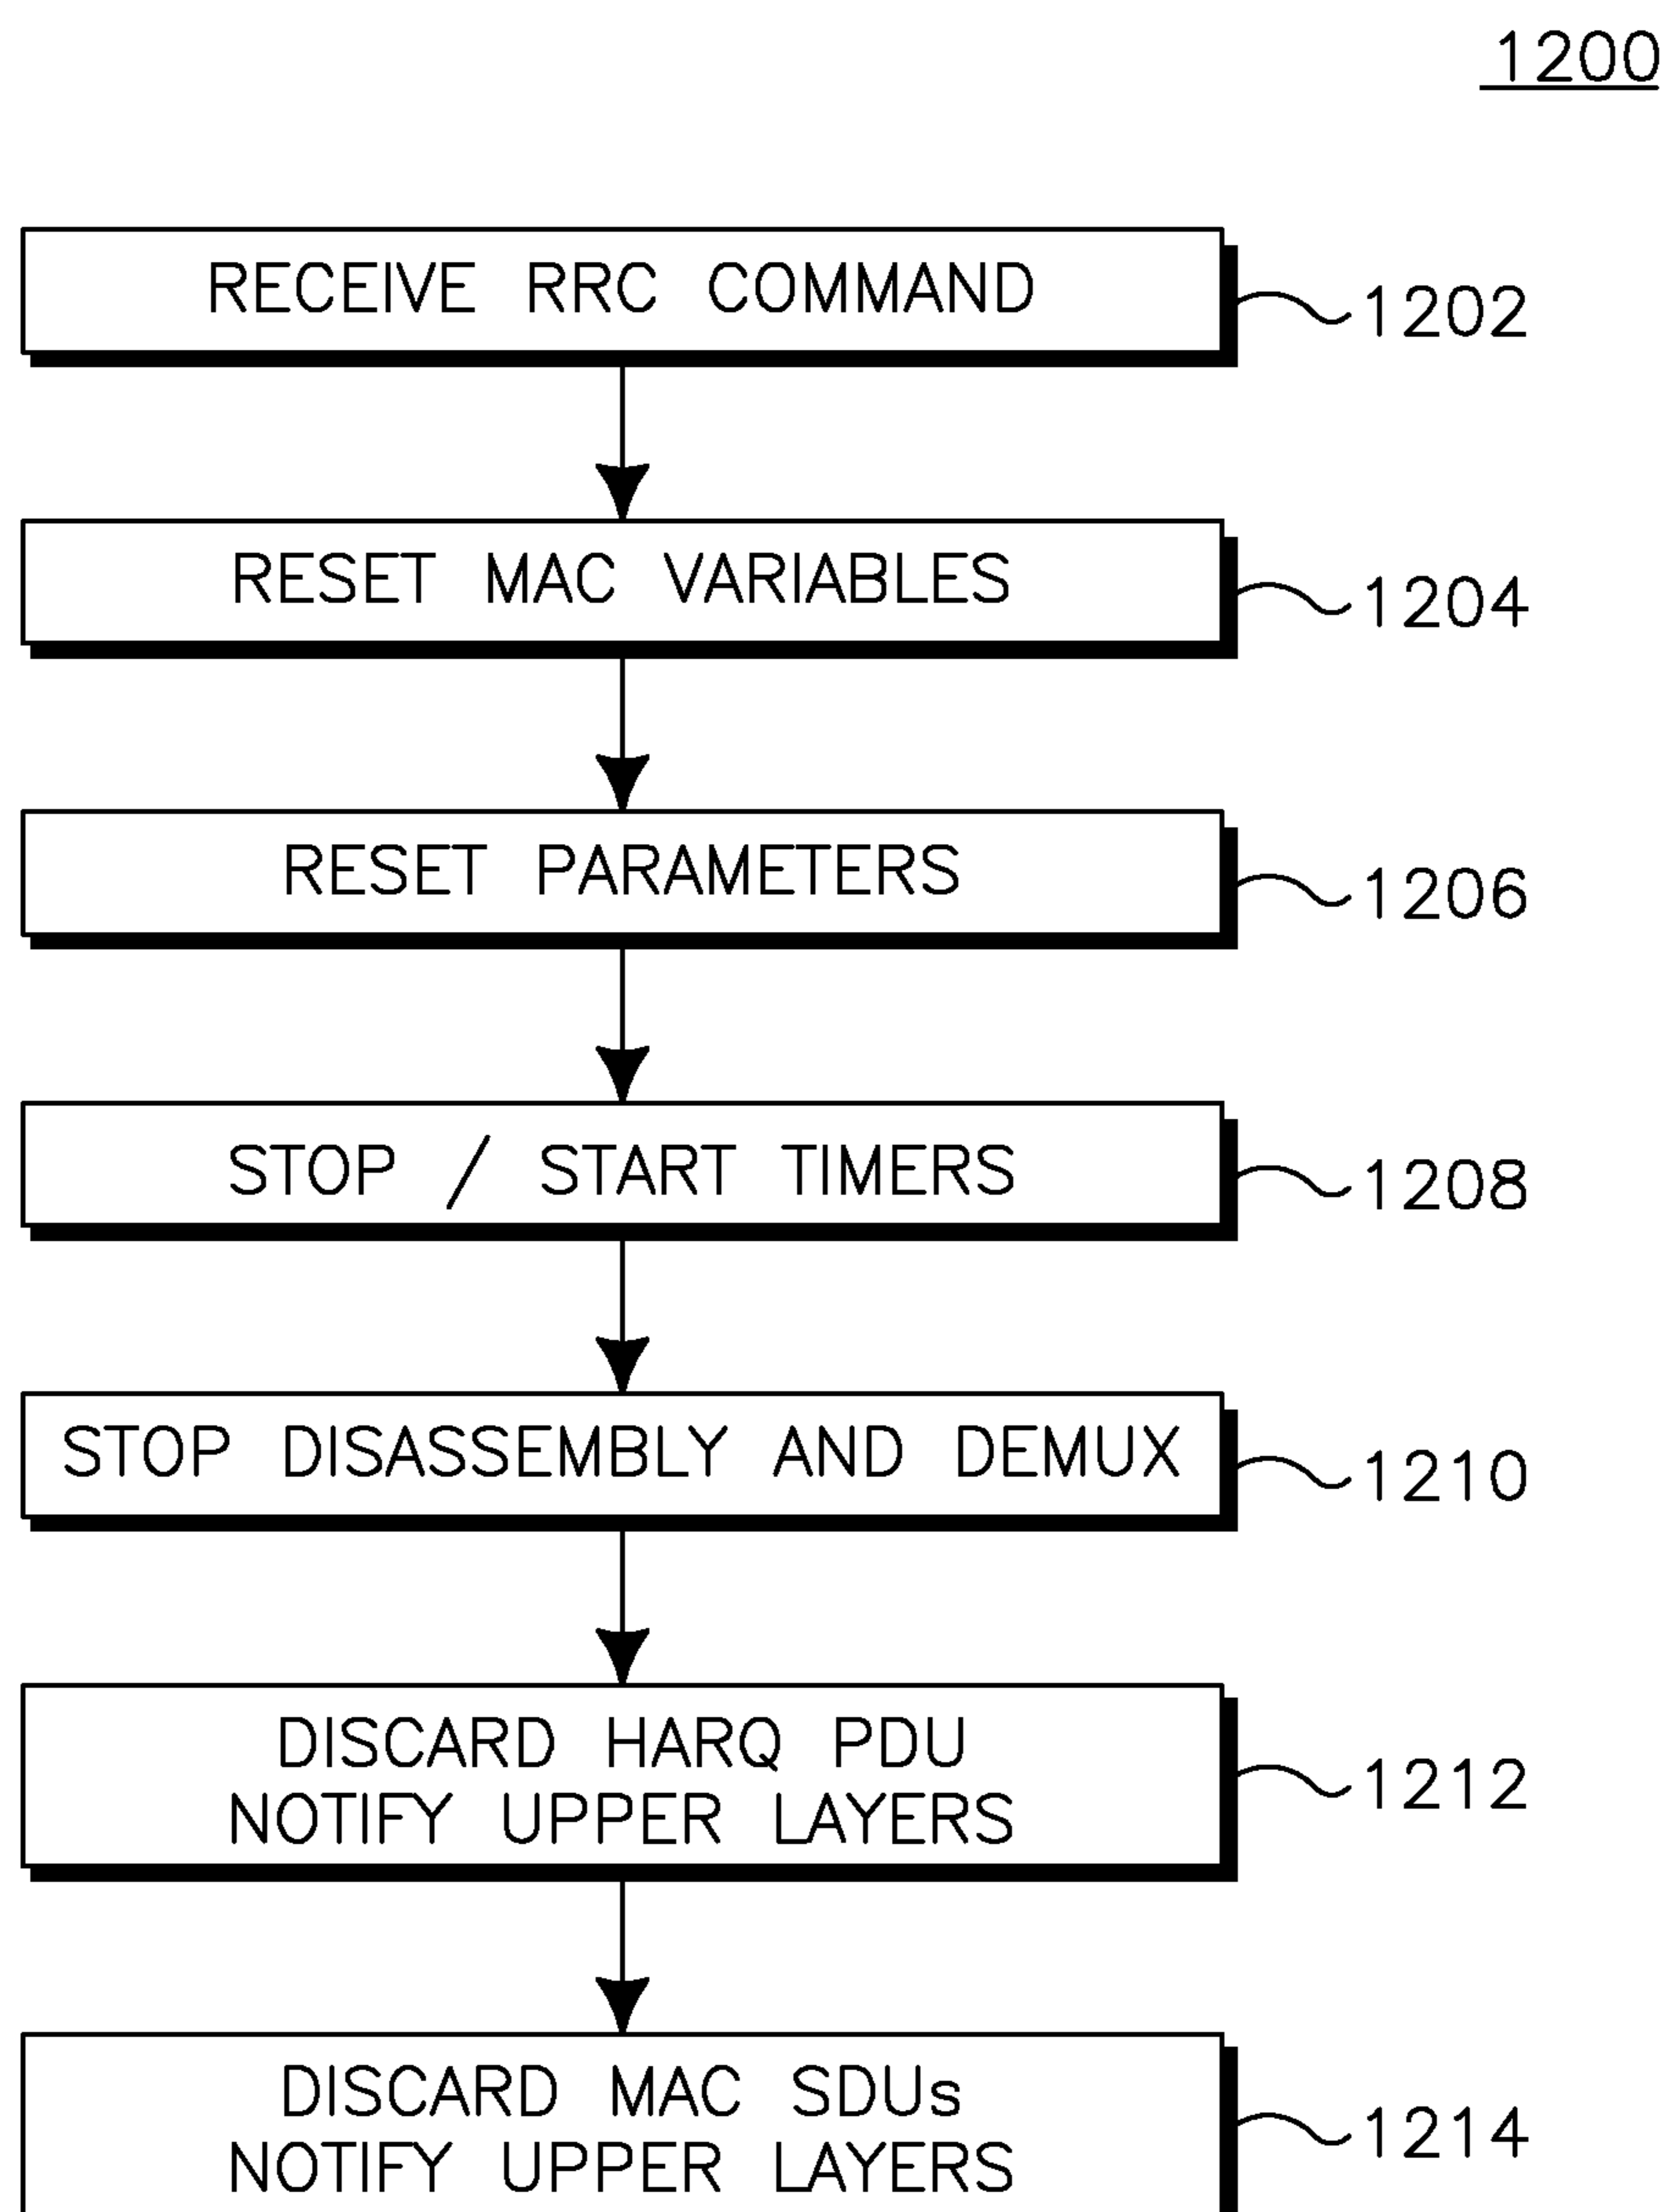 1200
RECEIVE RRC COMMAND
1202
RESET MAC VARIABLES
1204
RESET PARAMETERS
1206
STOP / START TIMERS
1208
STOP DISASSEMBLY AND DEMUX
1210
DISCARD HARQ PDU
NOTIFY UPPER LAYERS
1212
DISCARD MAC SDUs
NOTIFY UPPER LAYERS
1214